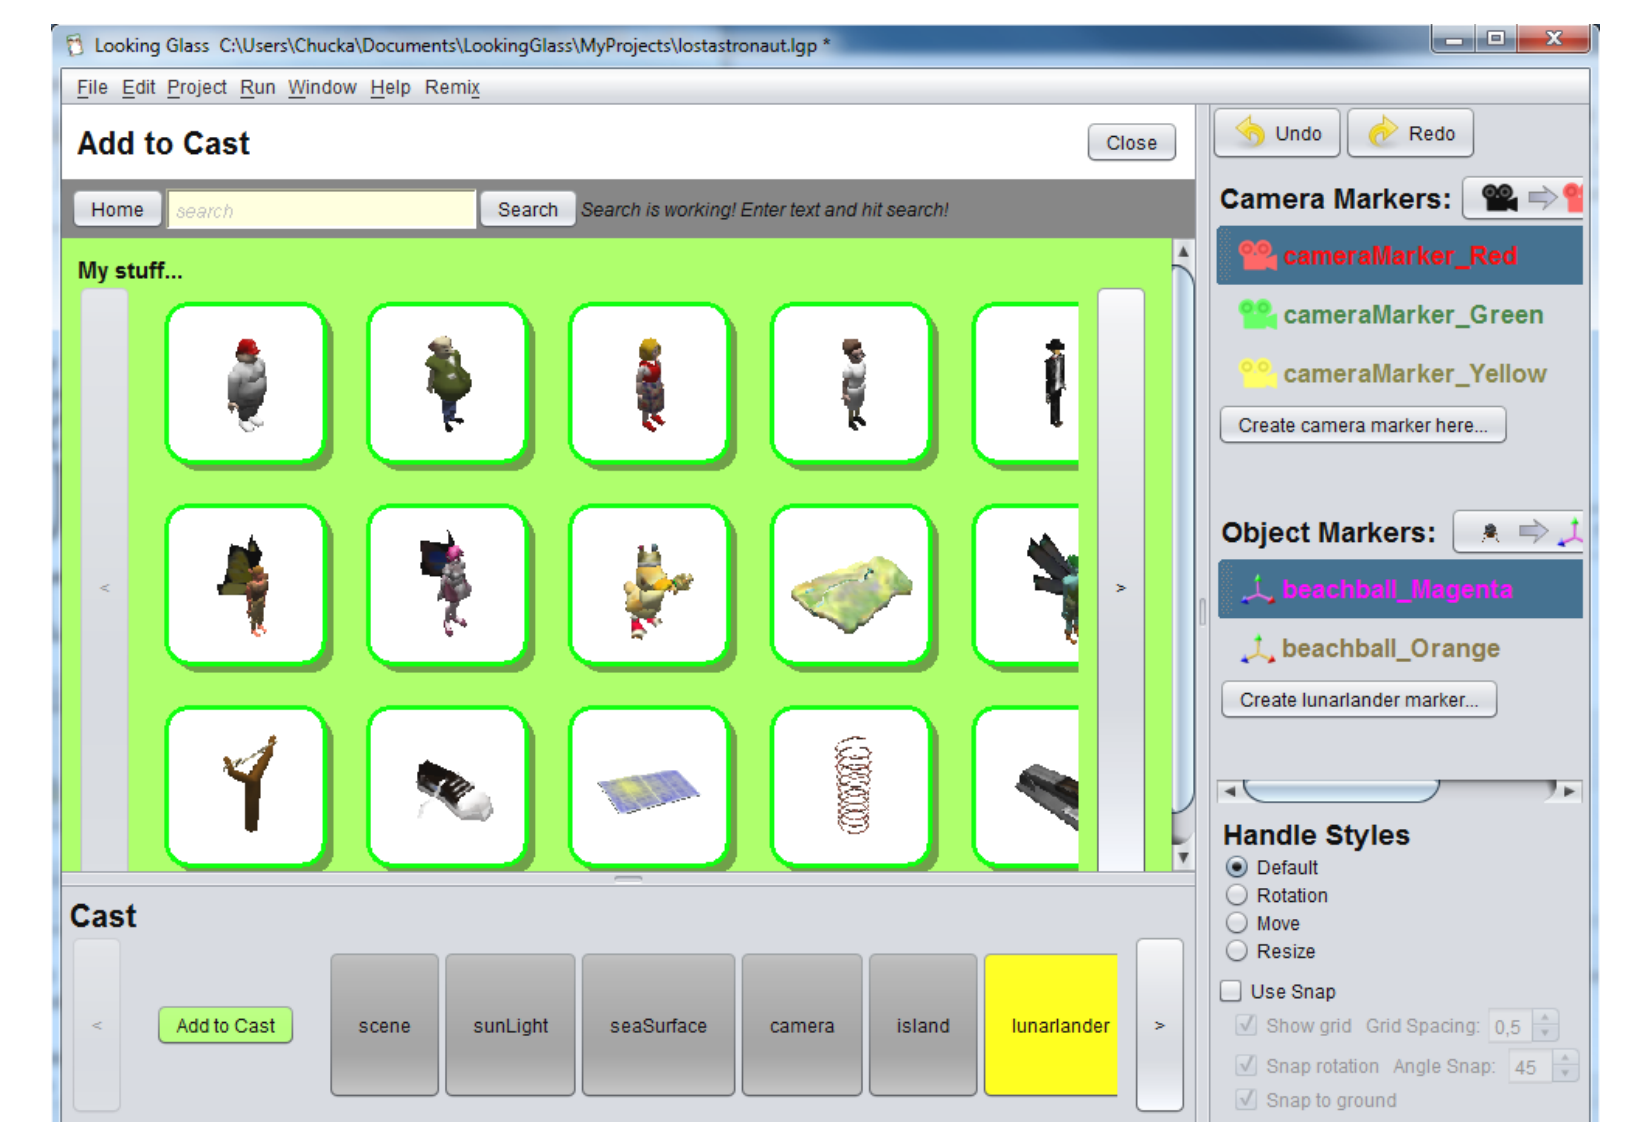 Looking Glass C:\Users\Chucka\Documents\LookingGlass\MyProjects\lostastronaut.lgp *
File Edit Project Run Window Help Remix
Add to Cast
Close
Home
search
Search
Search is working! Enter text and hit search!
My stuff...
<
>
Cast
<
Add to Cast
scene
sunLight
seaSurface
camera
island
lunarlander
>
Undo
Redo
Camera Markers:
cameraMarker_Red
cameraMarker_Green
cameraMarker_Yellow
Create camera marker here...
Object Markers:
beachball_Magenta
beachball_Orange
Create lunarlander marker...
Handle Styles
Default
Rotation
Move
Resize
Use Snap
Show grid Grid Spacing: 0,5
Snap rotation Angle Snap: 45
Snap to ground